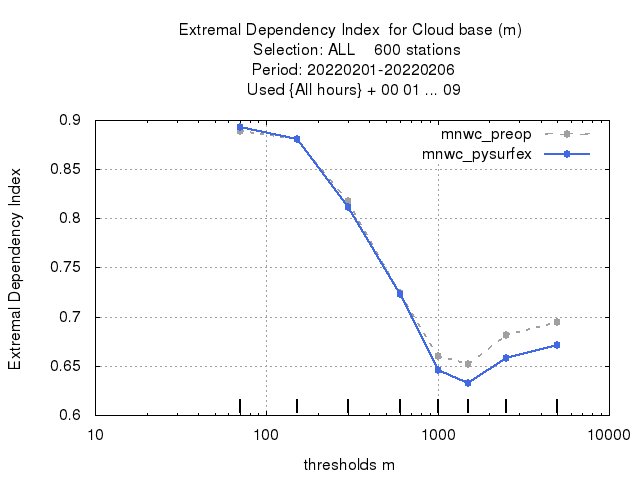 Extremal Dependency Index for Cloud base (m)
Selection: ALL 600 stations
Period: 20220201-20220206
Used {All hours} + 00 01 ... 09
0.9
0.85
0.8
0.75
0.7
0.65
0.6
Extremal Dependency Index
mnwc_preop
mnwc_pysurfex
10 100 1000 10000
thresholds m